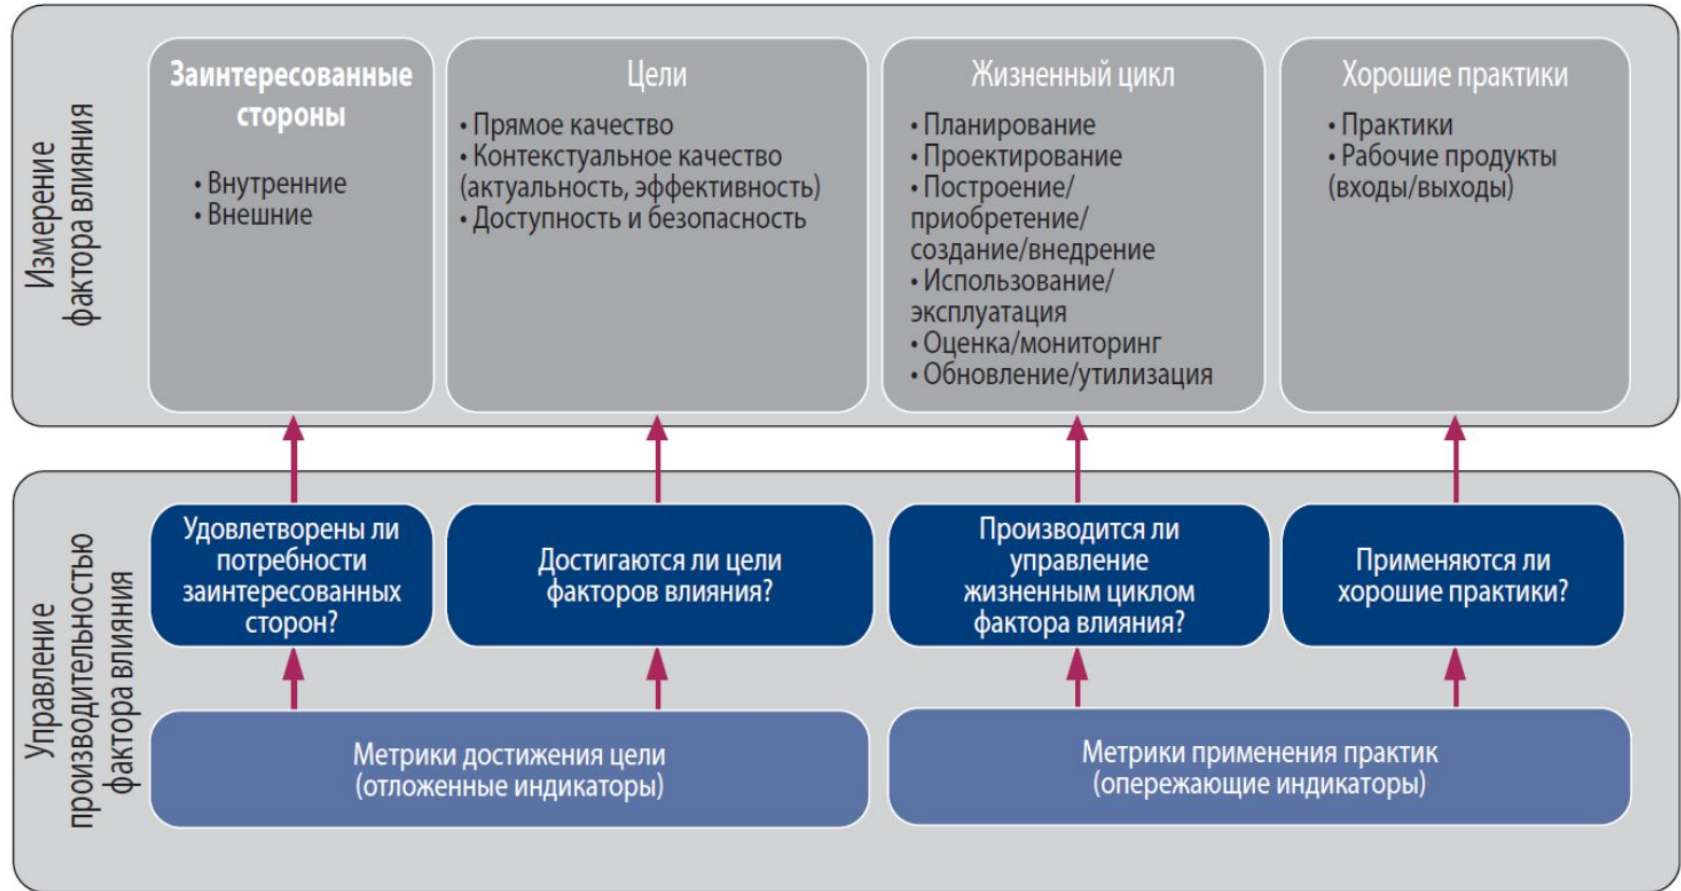 Измерение
фактора влияния
Заинтересованные
стороны
• Внутренние
• Внешние
Цели
• Прямое качество
• Контекстуальное качество
(актуальность, эффективность)
• Доступность и безопасность
Жизненный цикл
• Планирование
• Проектирование
• Построение/
приобретение/
создание/внедрение
• Использование/
эксплуатация
• Оценка/мониторинг
• Обновление/утилизация
Хорошие практики
• Практики
• Рабочие продукты
(входы/выходы)
Управление
производительностью
фактора влияния
Удовлетворены ли
потребности
заинтересованных
сторон?
Достигаются ли цели
факторов влияния?
Производится ли
управление
жизненным циклом
фактора влияния?
Применяются ли
хорошие практики?
Метрики достижения цели
(отложенные индикаторы)
Метрики применения практик
(опережающие индикаторы)